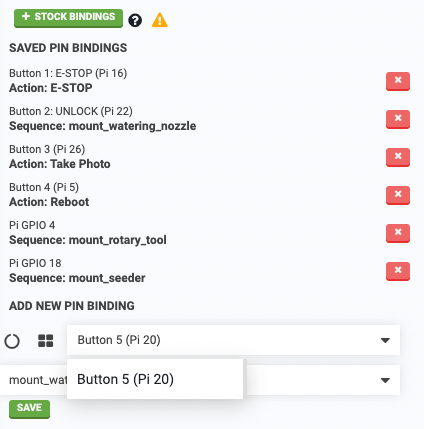 + STOCK BINDINGS ? !
SAVED PIN BINDINGS
Button 1: E-STOP (Pi 16)
Action: E-STOP
Button 2: UNLOCK (Pi 22)
Sequence: mount_watering_nozzle
Button 3 (Pi 26)
Action: Take Photo
Button 4 (Pi 5)
Action: Reboot
Pi GPIO 4
Sequence: mount_rotary_tool
Pi GPIO 18
Sequence: mount_seeder
ADD NEW PIN BINDING
Button 5 (Pi 20)
Button 5 (Pi 20)
mount_wat
SAVE